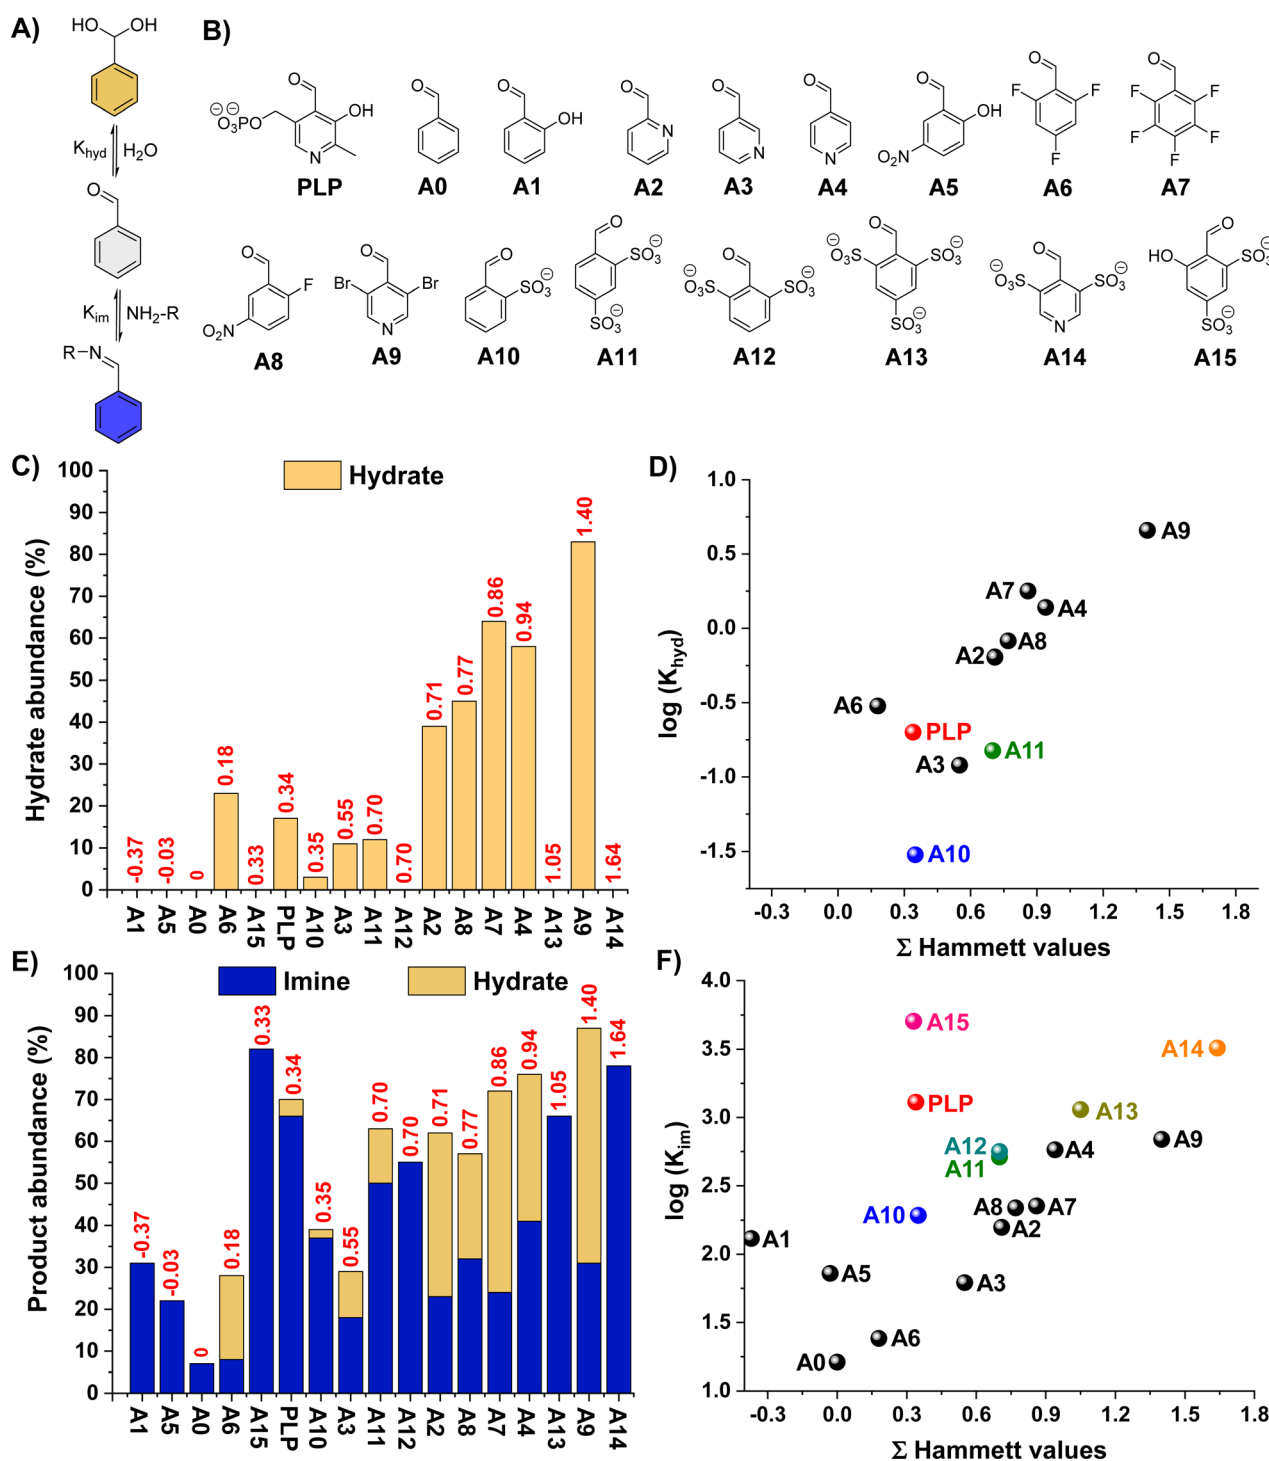 A)
HO OH
K_hyd H₂O
O
K_im NH₂-R
R-N
B)
⊖ ⊖
O₃PO O OH
N
PLP
O
A0
O OH
A1
O N
A2
O N
A3
O N
A4
O OH
O₂N
A5
O F F F
A6
O F F F F F
A7
O F
O₂N
A8
O Br Br
N
A9
O SO₃ ⊖
A10
O SO₃ ⊖
SO₃ ⊖
A11
⊖ SO₃ O SO₃ ⊖
A12
⊖ SO₃ O SO₃ ⊖
SO₃ ⊖
A13
⊖ SO₃ O SO₃ ⊖
N
A14
HO O SO₃ ⊖
SO₃ ⊖
A15
C)
Hydrate
Hydrate abundance (%)
100
90
80
70
60
50
40
30
20
10
0
-0.37 -0.03 0 0.18 0.33 0.34 0.35 0.55 0.70 0.70 0.71 0.77 0.86 0.94 1.05 1.40 1.64
A1 A5 A0 A6 A15 PLP A10 A3 A11 A12 A2 A8 A7 A4 A13 A9 A14
D)
log (K_hyd)
1.0
0.5
0.0
-0.5
-1.0
-1.5
A9
A7
A4
A8
A2
A6
PLP
A11
A3
A10
-0.3 0.0 0.3 0.6 0.9 1.2 1.5 1.8
Σ Hammett values
E)
Imine Hydrate
Product abundance (%)
100
90
80
70
60
50
40
30
20
10
0
-0.37 -0.03 0 0.18 0.33 0.34 0.35 0.55 0.70 0.70 0.71 0.77 0.86 0.94 1.05 1.40 1.64
A1 A5 A0 A6 A15 PLP A10 A3 A11 A12 A2 A8 A7 A4 A13 A9 A14
F)
log (K_im)
4.0
3.5
3.0
2.5
2.0
1.5
1.0
A15
A14
PLP
A13
A12
A4
A9
A11
A10
A8
A7
A2
A1
A5
A3
A6
A0
-0.3 0.0 0.3 0.6 0.9 1.2 1.5 1.8
Σ Hammett values